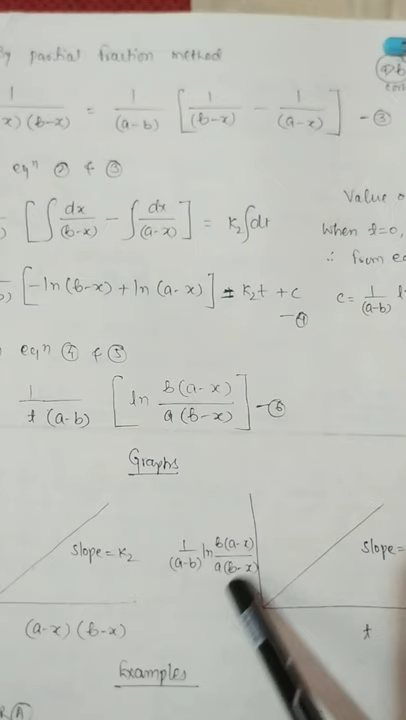 By partial fraction method
1 / x)(b-x) = 1/(a-b) [ 1/(b-x) - 1/(a-x) ] - ③
eqⁿ ② & ③
[ ∫ dx/(b-x) - ∫ dx/(a-x) ] = K₂∫dt
Value o
When t=0,
[-ln(b-x) + ln(a-x)] = K₂t + c
- ④
∴ from eq
c = 1/(a-b) l
eqⁿ ④ & ⑤
1 / t(a-b) [ ln b(a-x) / a(b-x) ] - ⑥
Graphs
slope = K₂
1/(a-b) ln b(a-x)/a(b-x)
slope =
(a-x)(b-x)
t
Examples